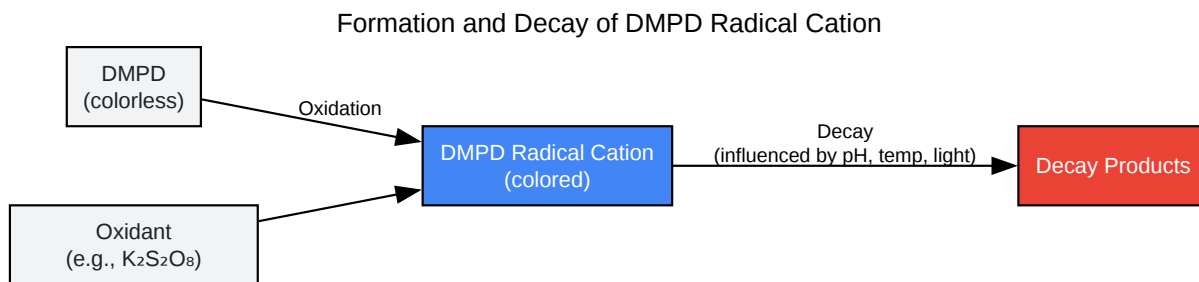 Formation and Decay of DMPD Radical Cation
DMPD
(colorless)
Oxidation
Oxidant
(e.g., K₂S₂O₈)
DMPD Radical Cation
(colored)
Decay
(influenced by pH, temp, light)
Decay Products